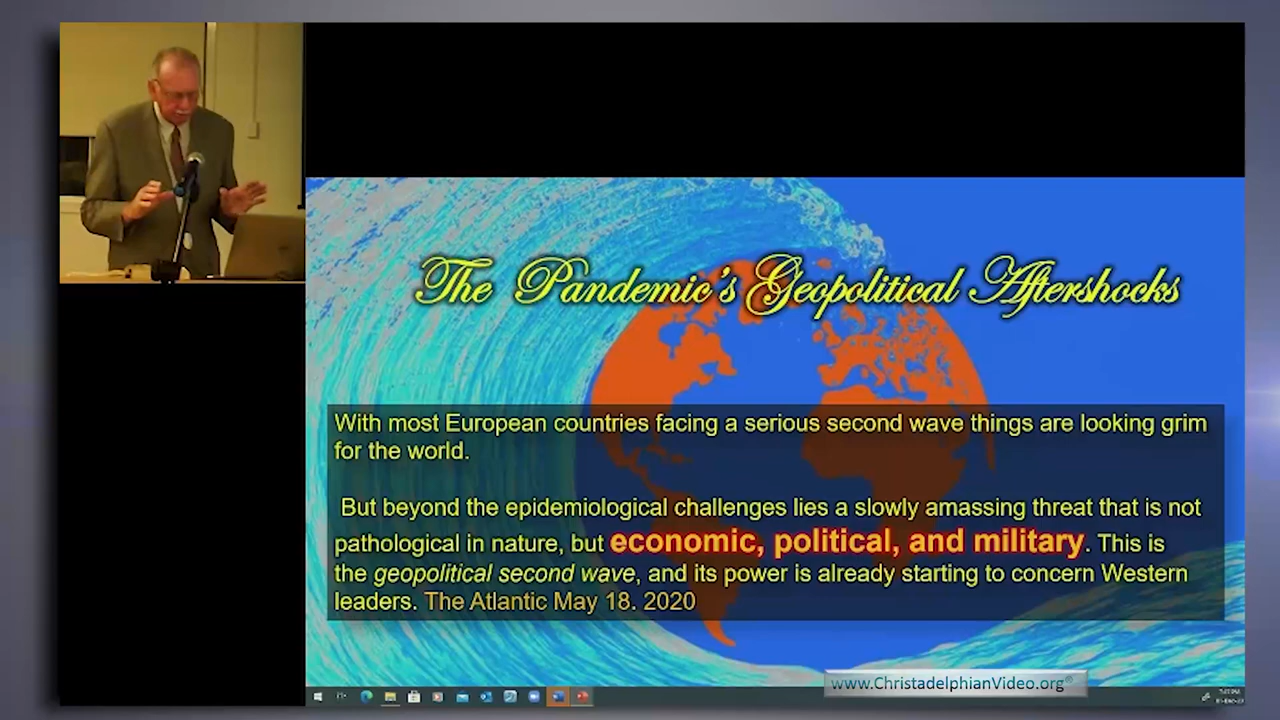 The Pandemic's Geopolitical Aftershocks
With most European countries facing a serious second wave things are looking grim
for the world.
But beyond the epidemiological challenges lies a slowly amassing threat that is not
pathological in nature, but economic, political, and military. This is
the geopolitical second wave, and its power is already starting to concern Western
leaders. The Atlantic May 18. 2020
www.ChristadelphianVideo.org®